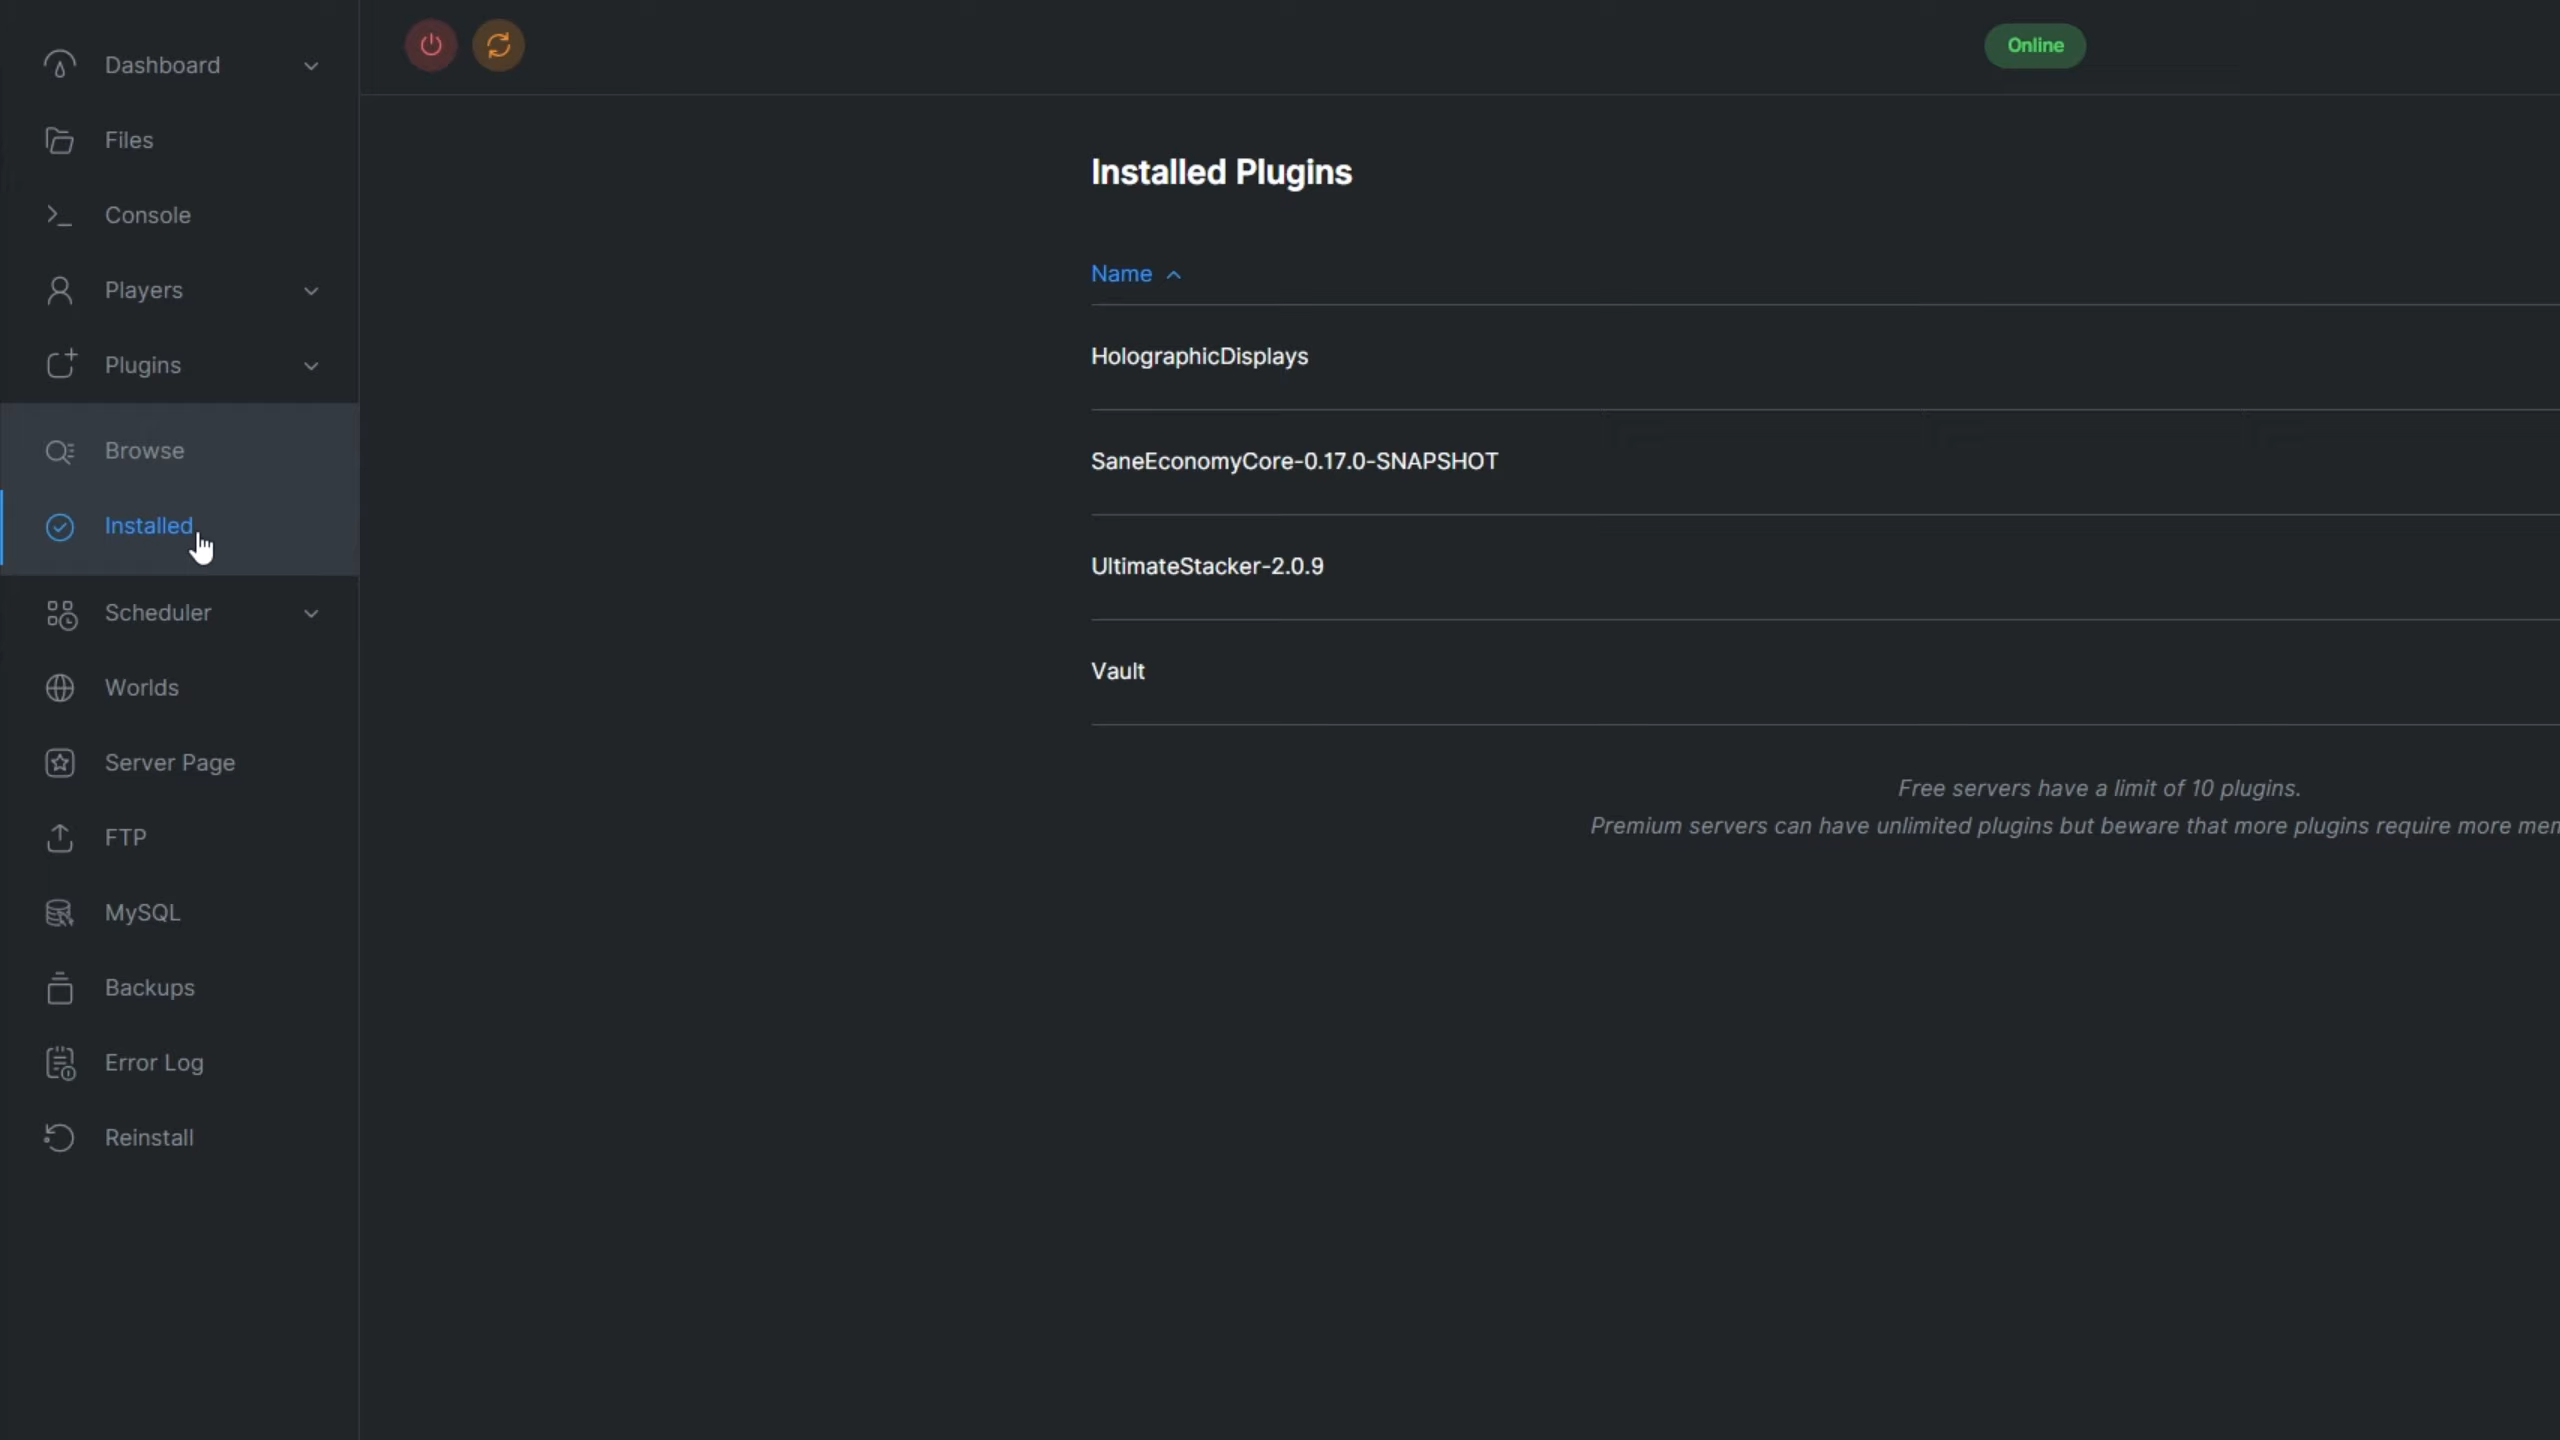 Dashboard
Files
Console
Players
Plugins
Browse
Installed
Scheduler
Worlds
Server Page
FTP
MySQL
Backups
Error Log
Reinstall
Online
Installed Plugins
Name
HolographicDisplays
SaneEconomyCore-0.17.0-SNAPSHOT
UltimateStacker-2.0.9
Vault
Free servers have a limit of 10 plugins.
Premium servers can have unlimited plugins but beware that more plugins require more